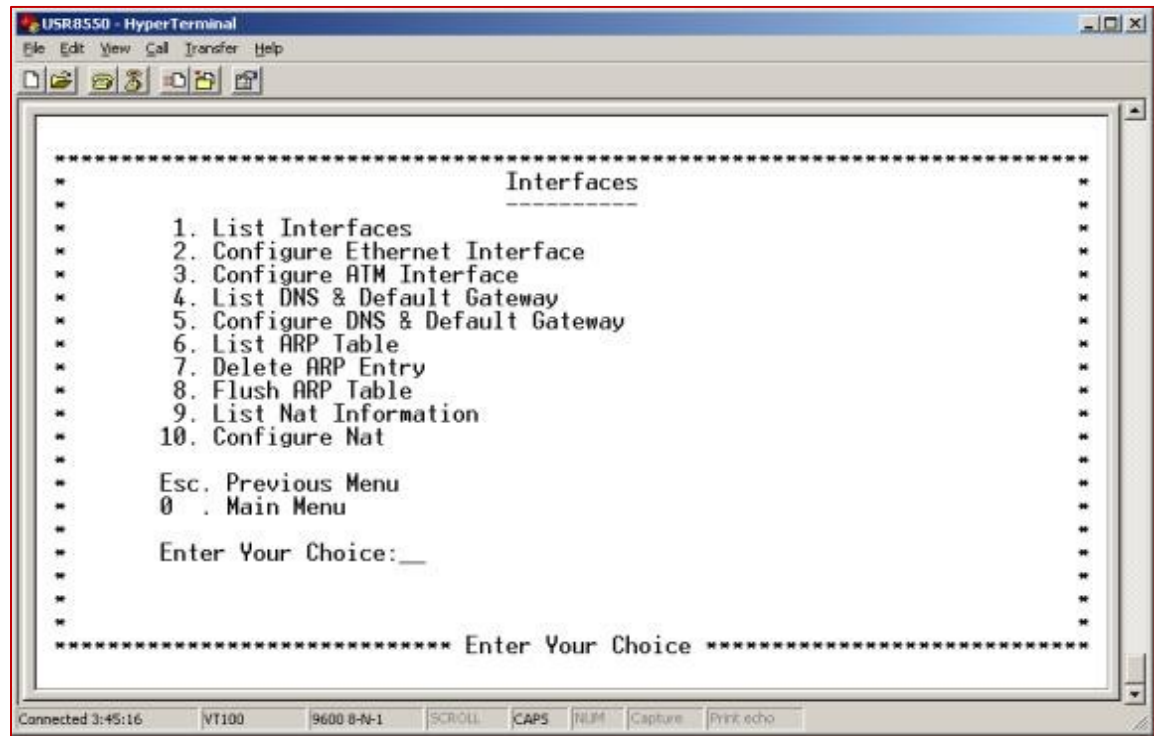 USR8550 - HyperTerminal
File Edit View Call Transfer Help
********************************************************************************
* Interfaces *
* ---------- *
* 1. List Interfaces *
* 2. Configure Ethernet Interface *
* 3. Configure ATM Interface *
* 4. List DNS & Default Gateway *
* 5. Configure DNS & Default Gateway *
* 6. List ARP Table *
* 7. Delete ARP Entry *
* 8. Flush ARP Table *
* 9. List Nat Information *
* 10. Configure Nat *
* *
* Esc. Previous Menu *
* 0 . Main Menu *
* *
* Enter Your Choice:__ *
* *
* *
* *
****************************** Enter Your Choice *****************************
Connected 3:45:16 VT100 9600 8-N-1 SCROLL CAPS NUM Capture Print echo